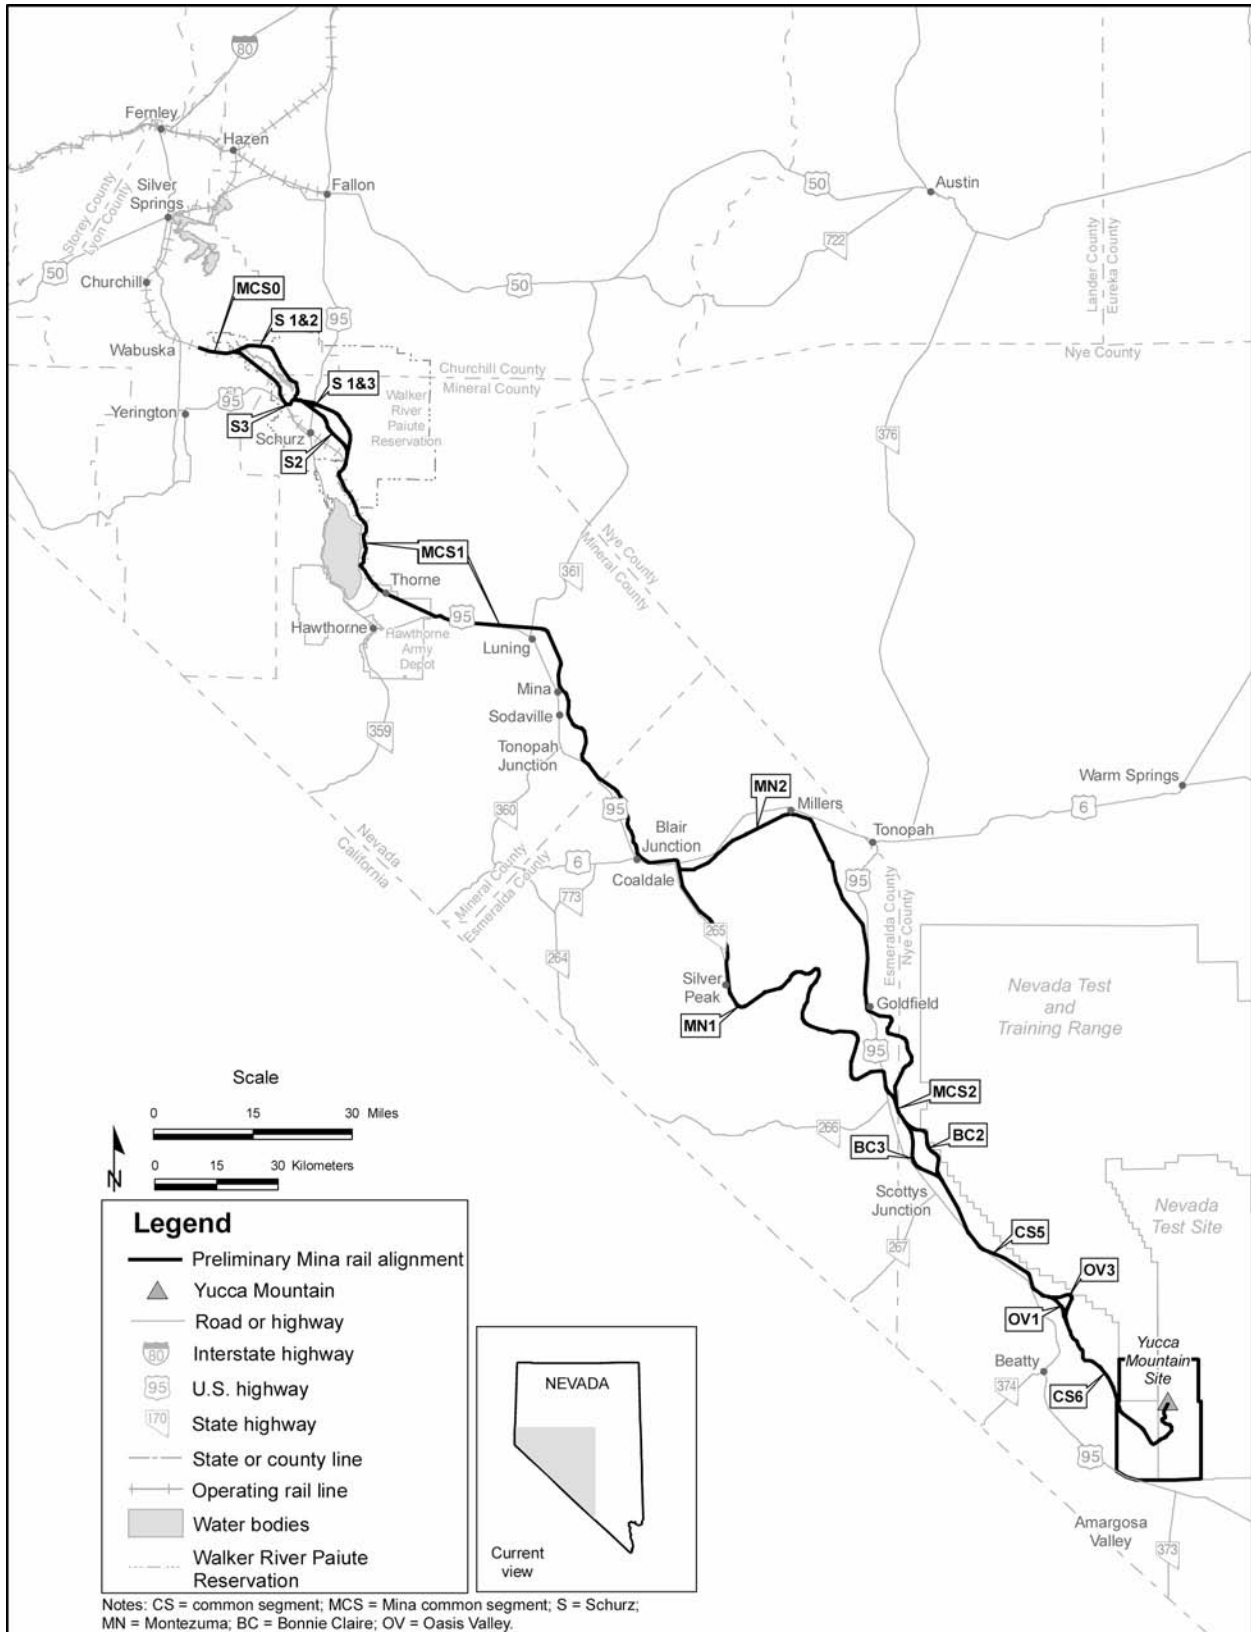 80
Fernley
Hazen
Silver
Springs
Fallon
50
Austin
Storey County
Lyon County
722
50
Churchill
MCS0
50
Lander County
Eureka County
S 1&2
95
Wabuska
Nye County
Churchill County
Mineral County
S 1&3
95
Walker
River
Paiute
Reservation
Yerington
S3
Schurz
376
S2
Nye County
Mineral County
MCS1
361
Thorne
95
Hawthorne
Hawthorne
Army
Depot
Luning
Mina
Sodaville
359
Tonopah
Junction
Warm Springs
MN2
Millers
6
360
95
Nevada
California
Blair
Junction
Tonopah
6
Coaldale
95
Mineral County
Esmeralda County
773
Esmeralda County
Nye County
265
264
Silver
Peak
Nevada Test
and
Training Range
Goldfield
MN1
95
Scale
MCS2
0 15 30 Miles
266
BC2
BC3
0 15 30 Kilometers
N
Scottys
Junction
Nevada
Test Site
Legend
CS5
267
Preliminary Mina rail alignment
OV3
Yucca Mountain
OV1
Road or highway
Yucca
Mountain
Site
80
Interstate highway
Beatty
NEVADA
374
CS6
95
U.S. highway
170
State highway
95
State or county line
Operating rail line
Water bodies
Amargosa
Valley
373
Current
view
Walker River Paiute
Reservation
Notes: CS = common segment; MCS = Mina common segment; S = Schurz;
MN = Montezuma; BC = Bonnie Claire; OV = Oasis Valley.